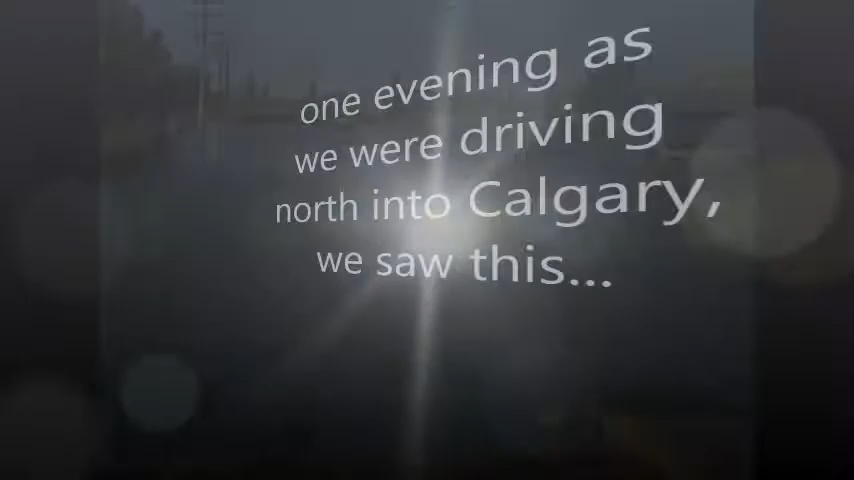 one evening as
we were driving
north into Calgary,
we saw this...